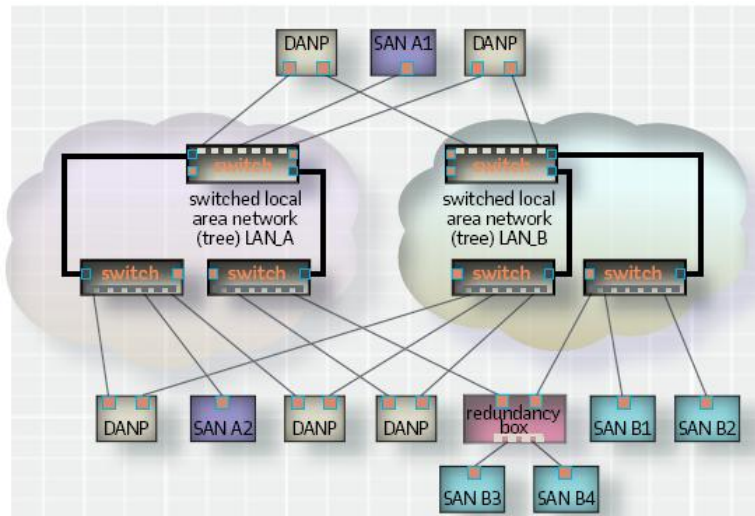 DANP
SAN A1
DANP
switch
switch
switched local
area network
(tree) LAN_A
switched local
area network
(tree) LAN_B
switch
switch
switch
switch
DANP
SAN A2
DANP
DANP
redundancy
box
SAN B1
SAN B2
SAN B3
SAN B4